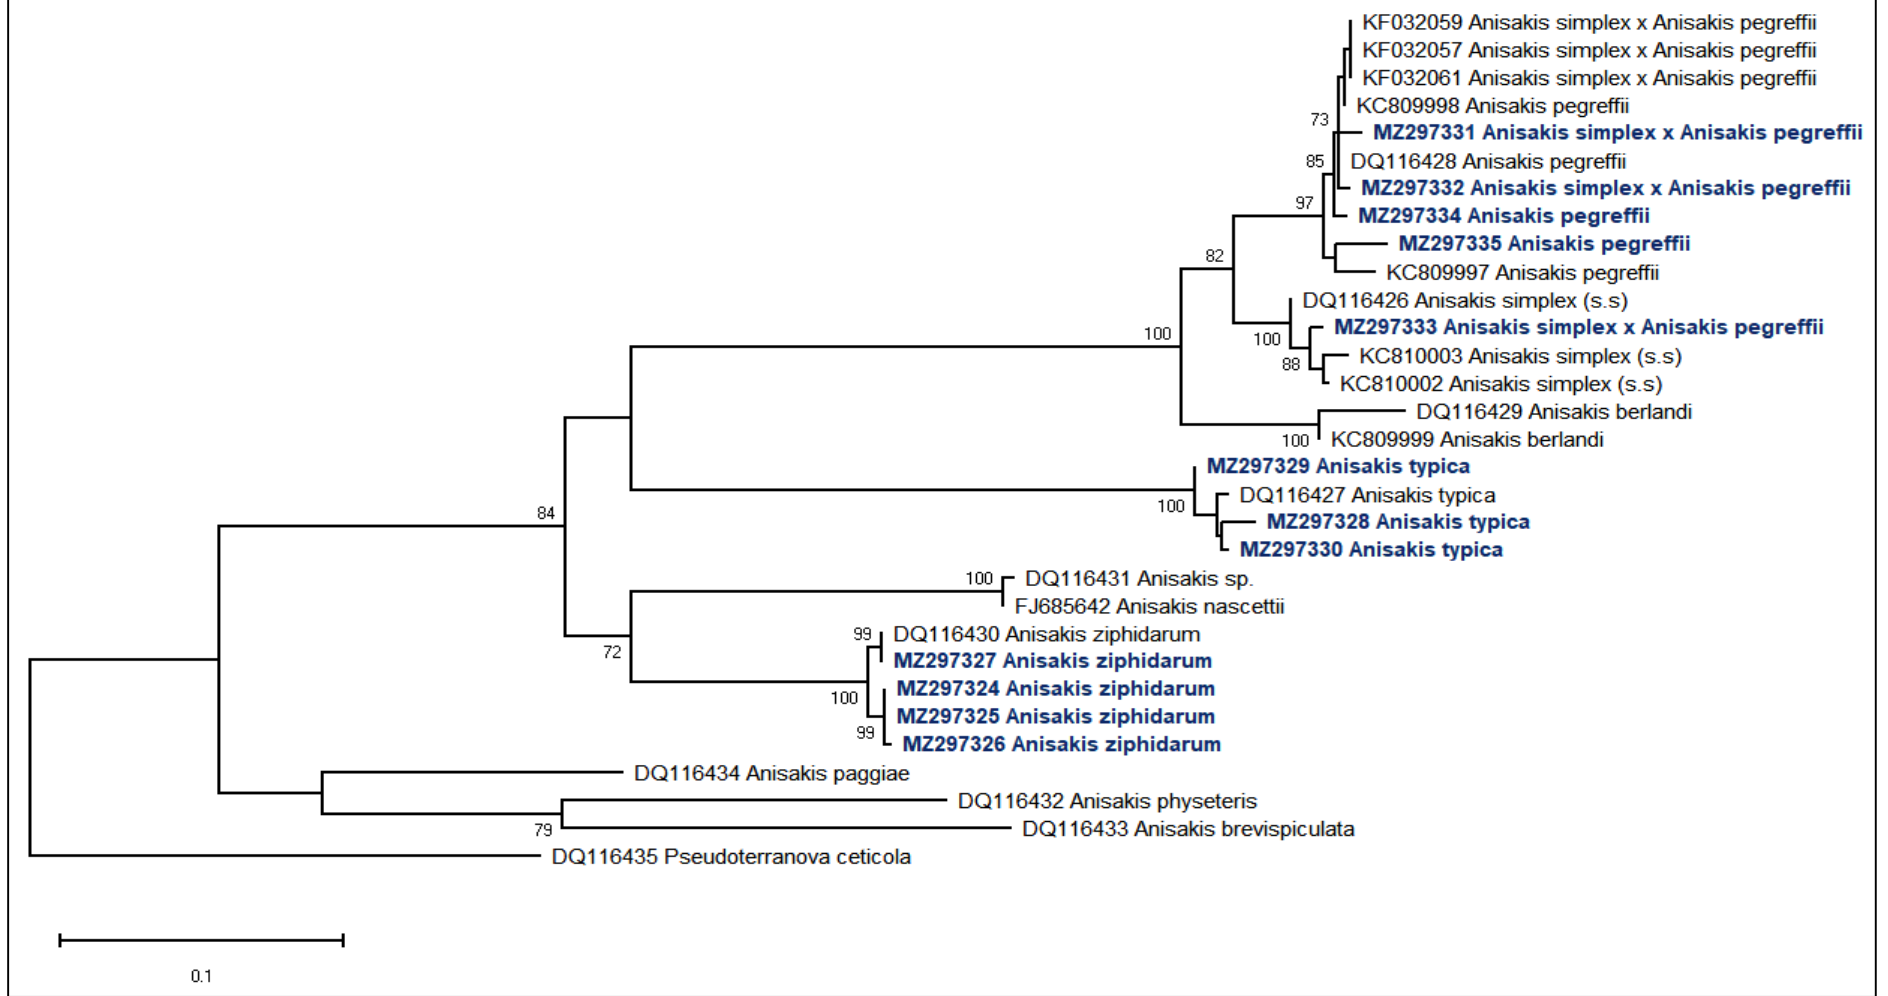 KF032059 Anisakis simplex x Anisakis pegreffii
KF032057 Anisakis simplex x Anisakis pegreffii
KF032061 Anisakis simplex x Anisakis pegreffii
KC809998 Anisakis pegreffii
73
MZ297331 Anisakis simplex x Anisakis pegreffii
85
DQ116428 Anisakis pegreffii
MZ297332 Anisakis simplex x Anisakis pegreffii
97
MZ297334 Anisakis pegreffii
MZ297335 Anisakis pegreffii
82
KC809997 Anisakis pegreffii
DQ116426 Anisakis simplex (s.s)
MZ297333 Anisakis simplex x Anisakis pegreffii
100
100
KC810003 Anisakis simplex (s.s)
88
KC810002 Anisakis simplex (s.s)
DQ116429 Anisakis berlandi
100
KC809999 Anisakis berlandi
MZ297329 Anisakis typica
DQ116427 Anisakis typica
100
84
MZ297328 Anisakis typica
MZ297330 Anisakis typica
100
DQ116431 Anisakis sp.
FJ685642 Anisakis nascettii
99
DQ116430 Anisakis ziphidarum
72
MZ297327 Anisakis ziphidarum
MZ297324 Anisakis ziphidarum
100
MZ297325 Anisakis ziphidarum
99
MZ297326 Anisakis ziphidarum
DQ116434 Anisakis paggiae
DQ116432 Anisakis physeteris
79
DQ116433 Anisakis brevispiculata
DQ116435 Pseudoterranova ceticola
0.1